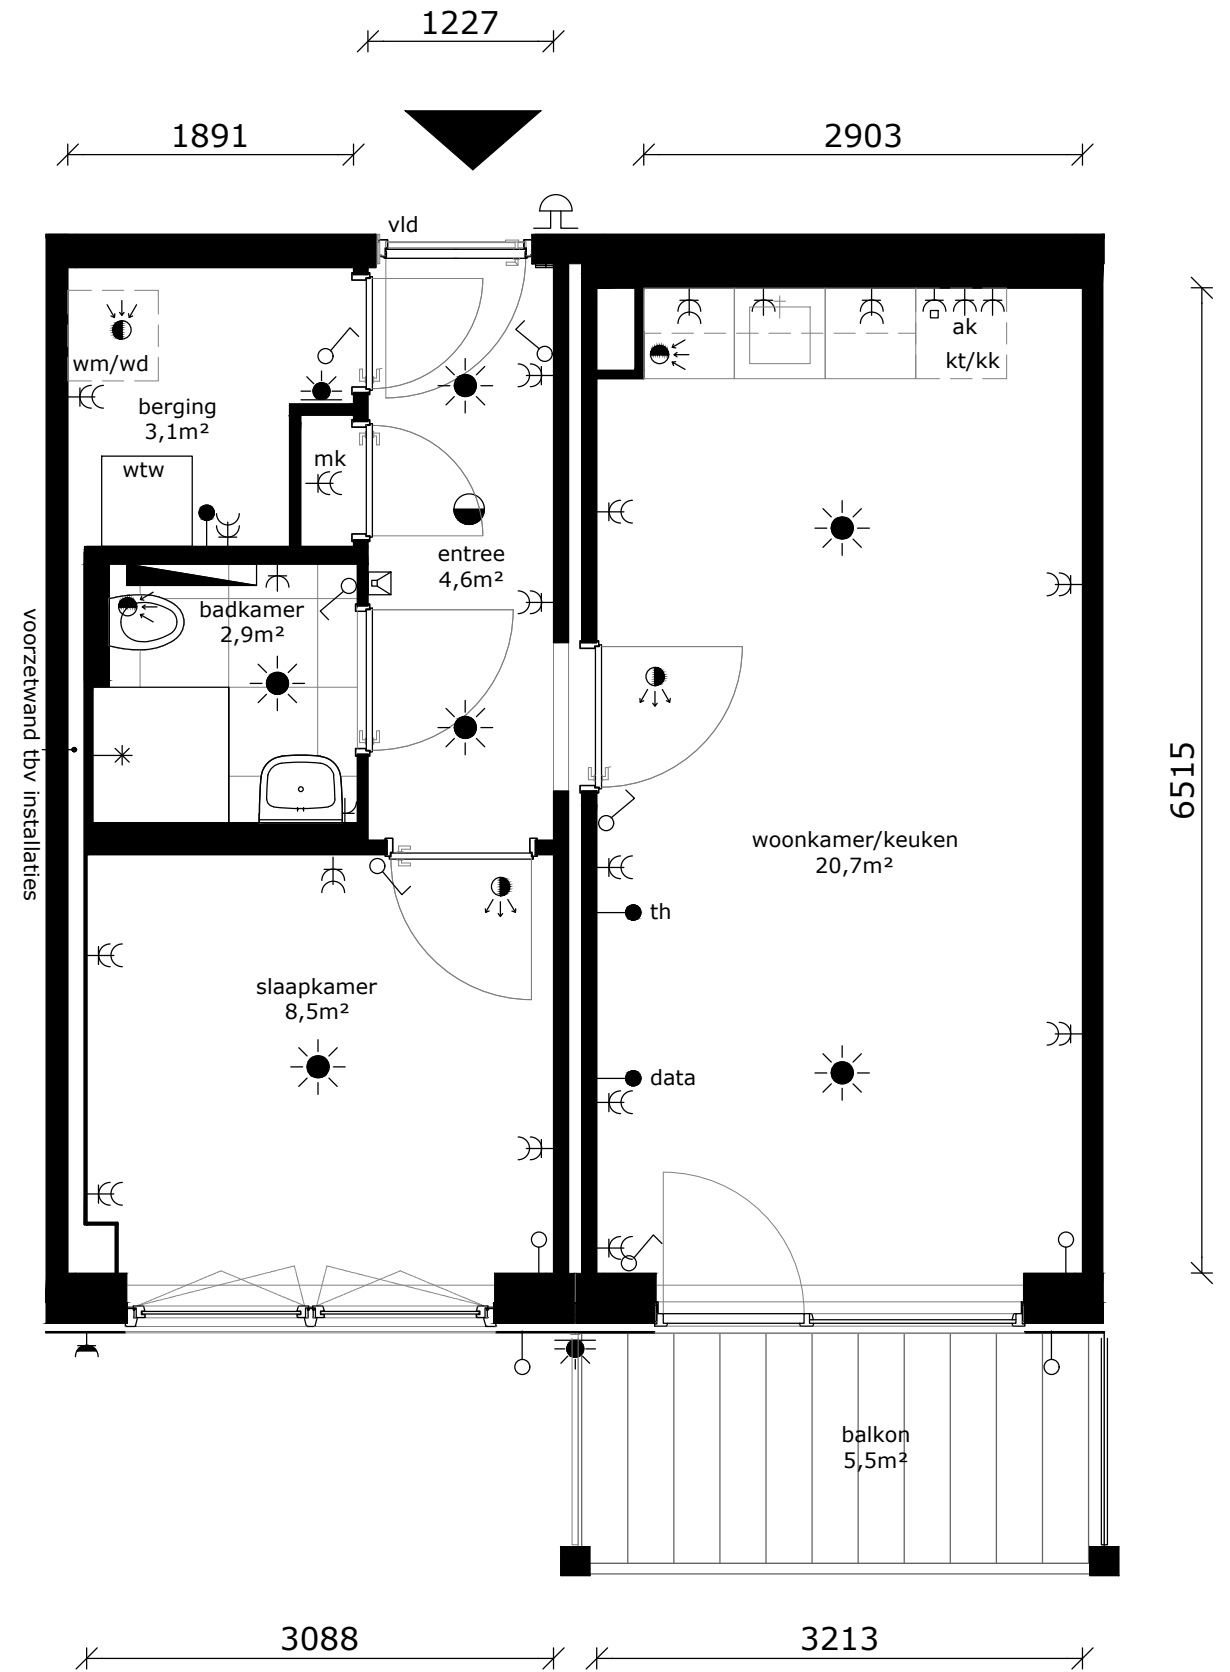 1227
1891
2903
vld
wm/wd
berging
3,1m²
wtw
mk
ak
kt/kk
entree
4,6m²
badkamer
2,9m²
voorzetwand tbv installaties
6515
woonkamer/keuken
20,7m²
th
slaapkamer
8,5m²
data
balkon
5,5m²
3088
3213